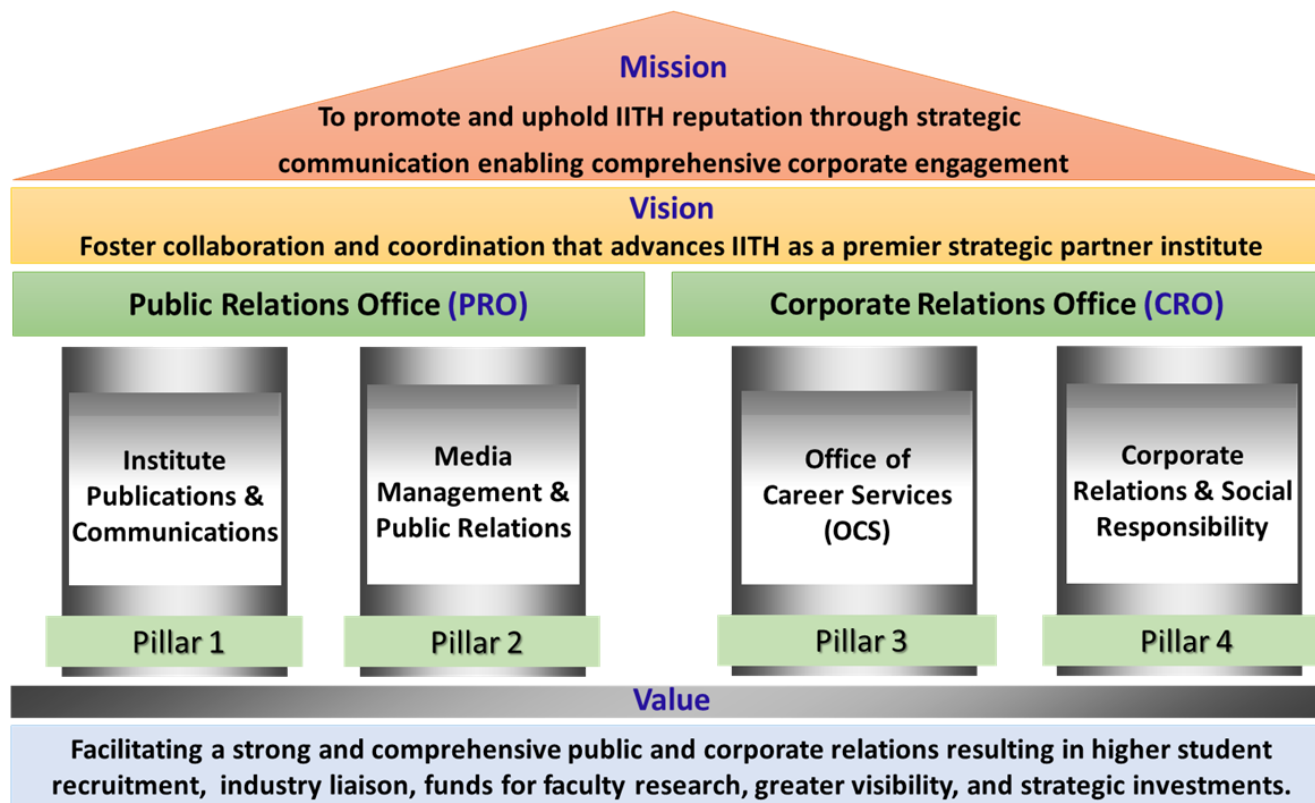 Mission
To promote and uphold IITH reputation through strategic
communication enabling comprehensive corporate engagement
Vision
Foster collaboration and coordination that advances IITH as a premier strategic partner institute
Public Relations Office (PRO)
Corporate Relations Office (CRO)
Institute
Publications &
Communications
Media
Management &
Public Relations
Office of
Career Services
(OCS)
Corporate
Relations & Social
Responsibility
Pillar 1
Pillar 2
Pillar 3
Pillar 4
Value
Facilitating a strong and comprehensive public and corporate relations resulting in higher student
recruitment, industry liaison, funds for faculty research, greater visibility, and strategic investments.